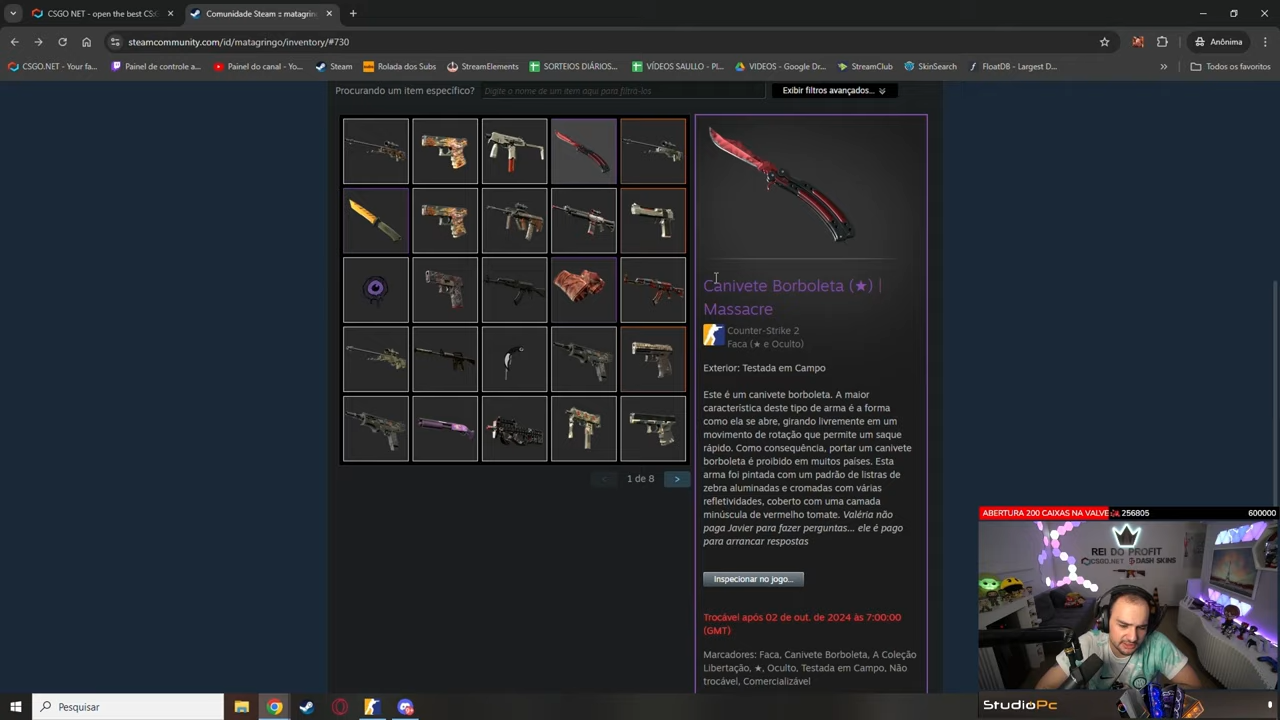 CSGO NET - open the best CS:
Comunidade Steam :: matagring
steamcommunity.com/id/matagringo/inventory/#730
Anônima
CSGO.NET - Your fa...
Painel de controle a...
Painel do canal - Yo...
Steam
Rolada dos Subs
StreamElements
SORTEIOS DIÁRIOS...
VÍDEOS SAULLO - Pl...
VIDEOS - Google Dr...
StreamClub
SkinSearch
FloatDB - Largest D...
Todos os favoritos
Procurando um item específico?
Digite o nome de um item aqui para filtrá-los
Exibir filtros avançados...
Canivete Borboleta (★) |
Massacre
Counter-Strike 2
Faca (★ e Oculto)
Exterior: Testada em Campo
Este é um canivete borboleta. A maior
característica deste tipo de arma é a forma
como ela se abre, girando livremente em um
movimento de rotação que permite um saque
rápido. Como consequência, portar um canivete
borboleta é proibido em muitos países. Esta
arma foi pintada com um padrão de listras de
zebra aluminadas e cromadas com várias
refletividades, coberto com uma camada
minúscula de vermelho tomate. Valéria não
paga Javier para fazer perguntas... ele é pago
para arrancar respostas
Inspecionar no jogo...
Trocável após 02 de out. de 2024 às 7:00:00
(GMT)
Marcadores: Faca, Canivete Borboleta, A Coleção
Libertação, ★, Oculto, Testada em Campo, Não
trocável, Comercializável
< 1 de 8 >
ABERTURA 200 CAIXAS NA VALVE 256805 600000
REI DO PROFIT
CSGO.NET DASH SKINS
StudioPc
Pesquisar